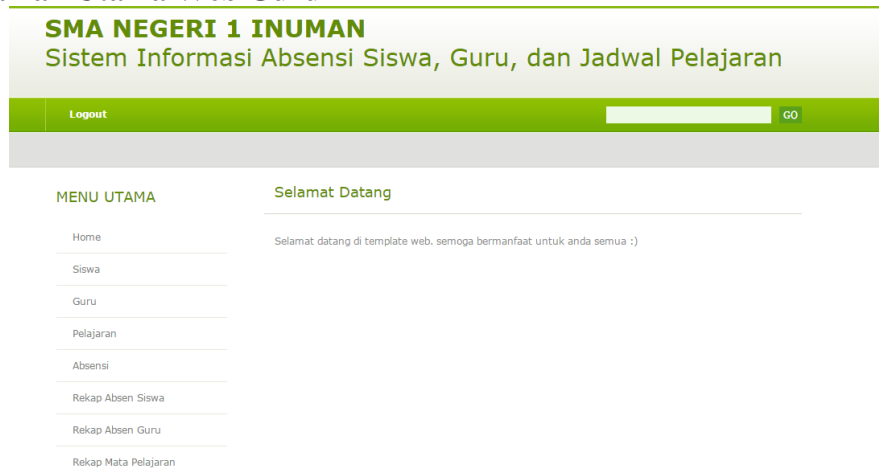 SMA NEGERI 1 INUMAN
Sistem Informasi Absensi Siswa, Guru, dan Jadwal Pelajaran
Logout
GO
MENU UTAMA
Home
Siswa
Guru
Pelajaran
Absensi
Rekap Absen Siswa
Rekap Absen Guru
Rekap Mata Pelajaran
Selamat Datang
Selamat datang di template web. semoga bermanfaat untuk anda semua :)